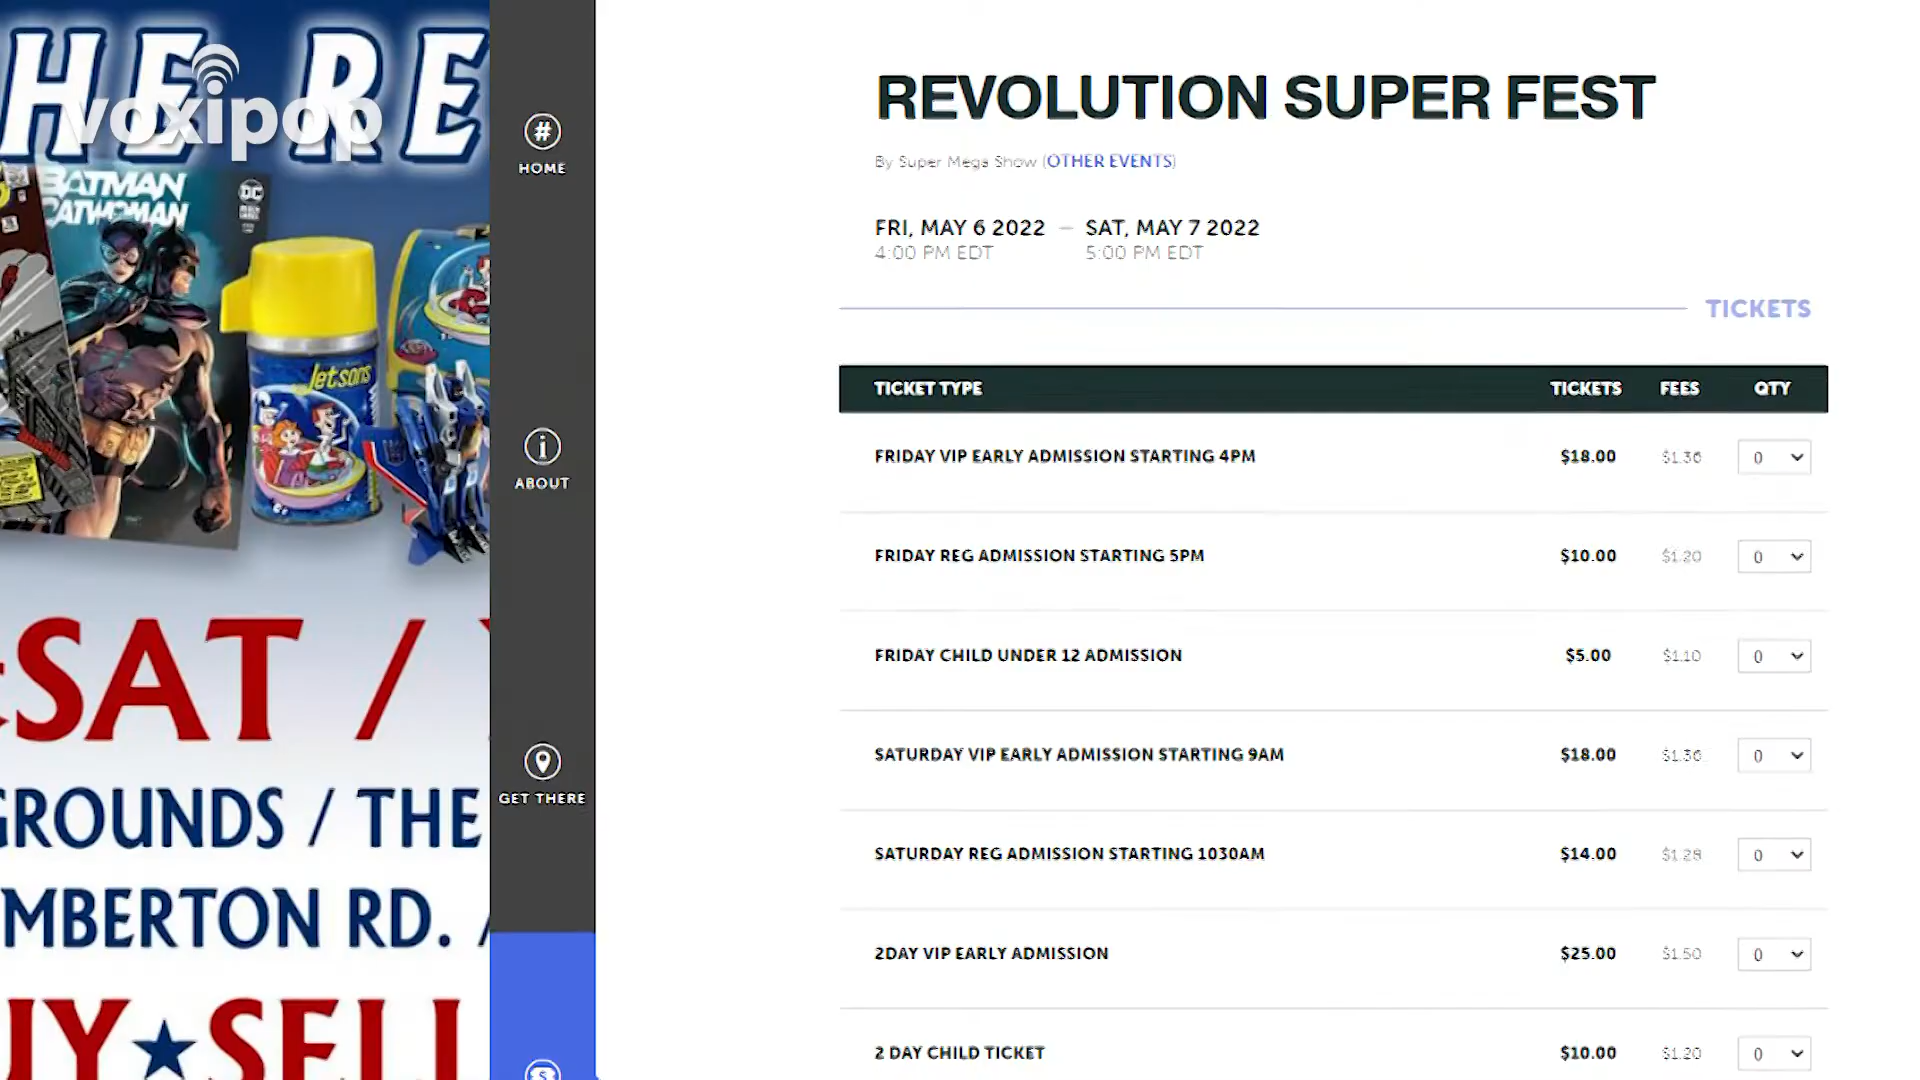 HE RE
voxipop
BATMAN
CATWOMAN
DC
Jetsons
SAT /
GROUNDS / THE
MBERTON RD.
UY★SELL
HOME
ABOUT
GET THERE
REVOLUTION SUPER FEST
By Super Mega Show (OTHER EVENTS)
FRI, MAY 6 2022 — SAT, MAY 7 2022
4:00 PM EDT 5:00 PM EDT
TICKETS
TICKET TYPE TICKETS FEES QTY
FRIDAY VIP EARLY ADMISSION STARTING 4PM $18.00 $1.36 0
FRIDAY REG ADMISSION STARTING 5PM $10.00 $1.20 0
FRIDAY CHILD UNDER 12 ADMISSION $5.00 $1.10 0
SATURDAY VIP EARLY ADMISSION STARTING 9AM $18.00 $1.36 0
SATURDAY REG ADMISSION STARTING 1030AM $14.00 $1.28 0
2DAY VIP EARLY ADMISSION $25.00 $1.50 0
2 DAY CHILD TICKET $10.00 $1.20 0